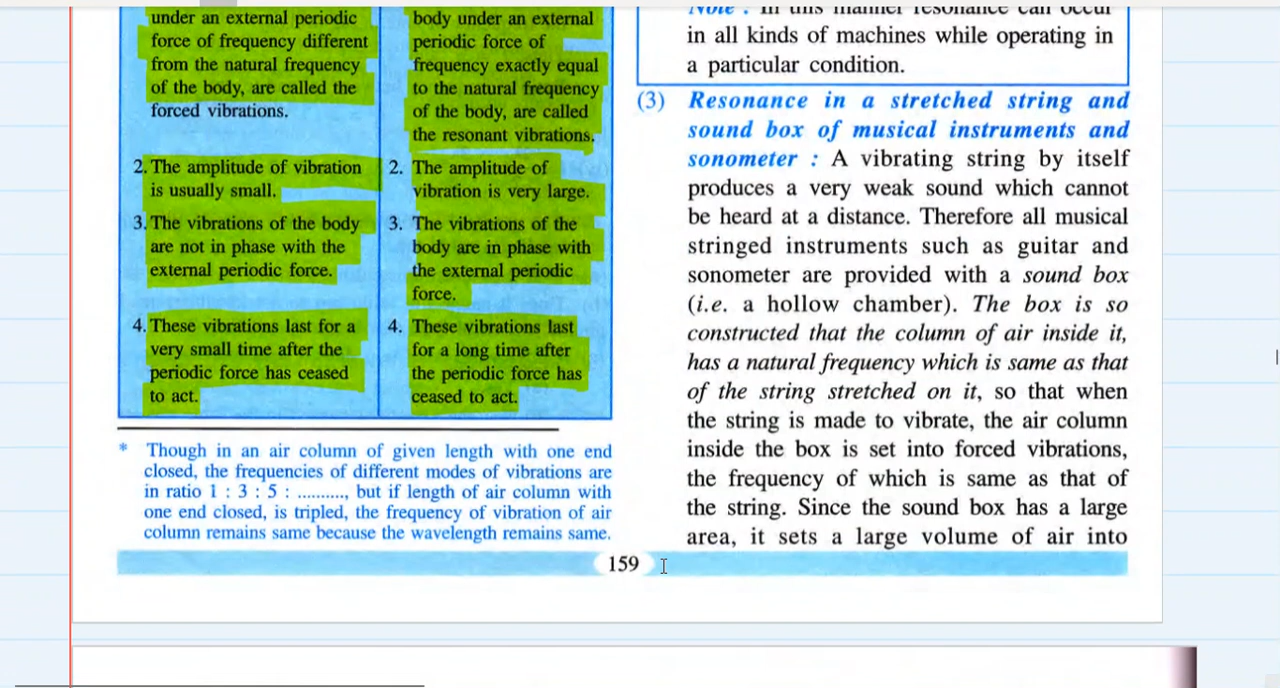 under an external periodic
force of frequency different
from the natural frequency
of the body, are called the
forced vibrations.
2. The amplitude of vibration
is usually small.
3. The vibrations of the body
are not in phase with the
external periodic force.
4. These vibrations last for a
very small time after the
periodic force has ceased
to act.
body under an external
periodic force of
frequency exactly equal
to the natural frequency
of the body, are called
the resonant vibrations.
2. The amplitude of
vibration is very large.
3. The vibrations of the
body are in phase with
the external periodic
force.
4. These vibrations last
for a long time after
the periodic force has
ceased to act.
* Though in an air column of given length with one end
closed, the frequencies of different modes of vibrations are
in ratio 1 : 3 : 5 : .........., but if length of air column with
one end closed, is tripled, the frequency of vibration of air
column remains same because the wavelength remains same.
Note : In this manner resonance can occur
in all kinds of machines while operating in
a particular condition.
(3) Resonance in a stretched string and
sound box of musical instruments and
sonometer : A vibrating string by itself
produces a very weak sound which cannot
be heard at a distance. Therefore all musical
stringed instruments such as guitar and
sonometer are provided with a sound box
(i.e. a hollow chamber). The box is so
constructed that the column of air inside it,
has a natural frequency which is same as that
of the string stretched on it, so that when
the string is made to vibrate, the air column
inside the box is set into forced vibrations,
the frequency of which is same as that of
the string. Since the sound box has a large
area, it sets a large volume of air into
159